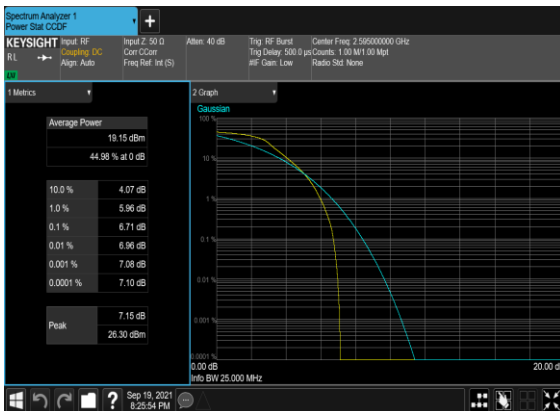 Spectrum Analyzer 1
Power Stat CCDF
+
KEYSIGHT
RL
LV
Input: RF
Coupling: DC
Align: Auto
Input Z: 50 Ω
Corr CCorr
Freq Ref: Int (S)
Atten: 40 dB
Trig: RF Burst
Trig Delay: 500.0 µs
#IF Gain: Low
Center Freq: 2.595000000 GHz
Counts: 1.00 M/1.00 Mpt
Radio Std: None
1 Metrics
Average Power
19.15 dBm
44.98 % at 0 dB
10.0 % 4.07 dB
1.0 % 5.96 dB
0.1 % 6.71 dB
0.01 % 6.96 dB
0.001 % 7.08 dB
0.0001 % 7.10 dB
Peak
7.15 dB
26.30 dBm
2 Graph
Gaussian
100 %
10 %
1 %
0.1 %
0.01 %
0.001 %
0.0001 %
0.00 dB
20.00 d
Info BW 25.000 MHz
?
Sep 19, 2021
8:25:54 PM